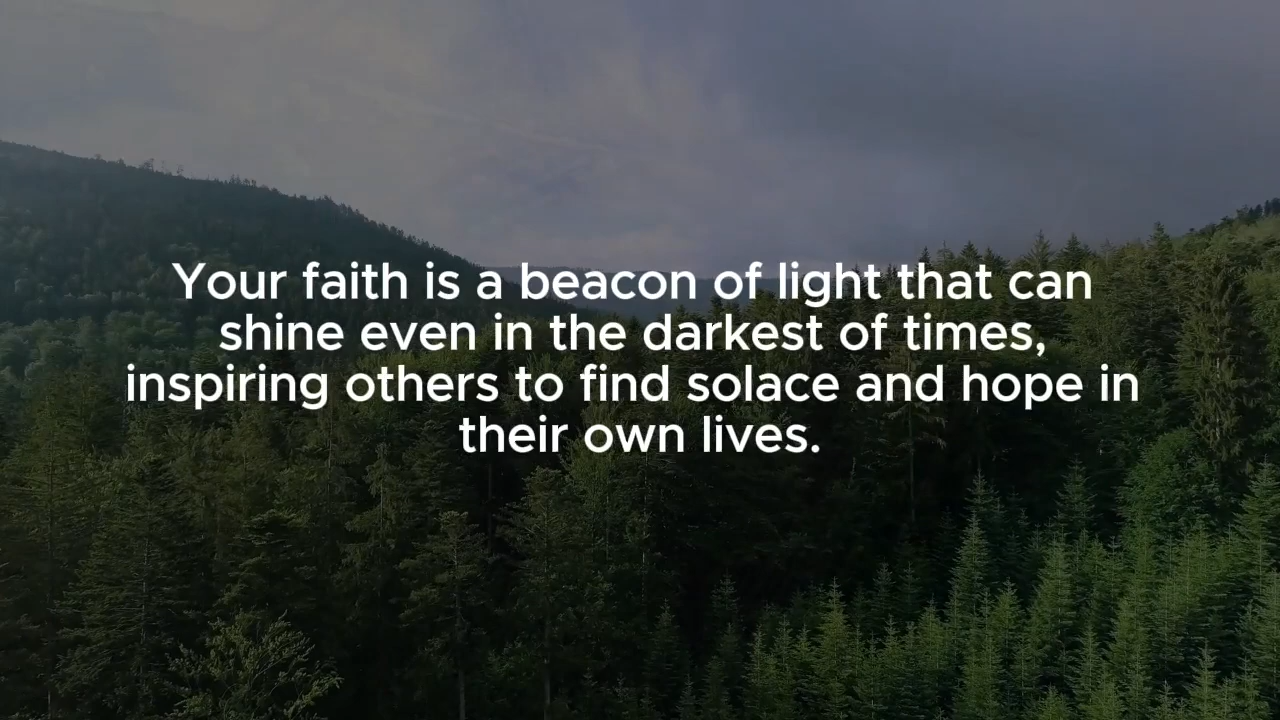 Your faith is a beacon of light that can
shine even in the darkest of times,
inspiring others to find solace and hope in
their own lives.